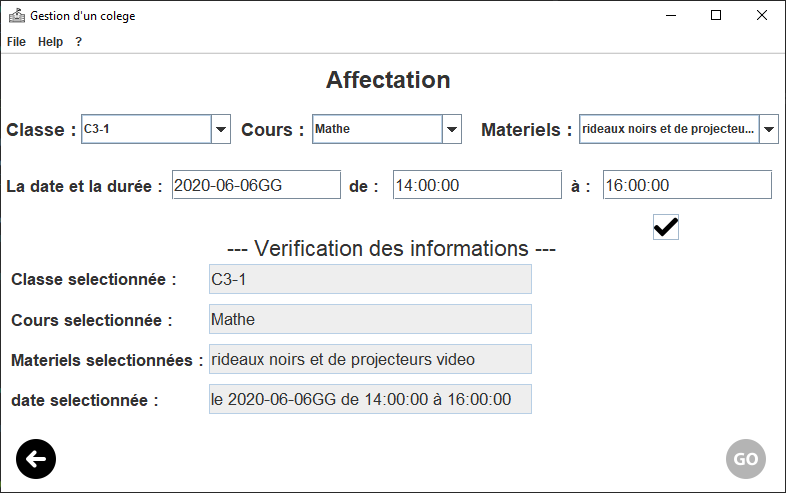 Gestion d'un colege
File Help ?
Affectation
Classe : C3-1 Cours : Mathe Materiels : rideaux noirs et de projecteu...
La date et la durée : 2020-06-06GG de : 14:00:00 à : 16:00:00
--- Verification des informations ---
Classe selectionnée : C3-1
Cours selectionnée : Mathe
Materiels selectionnées : rideaux noirs et de projecteurs video
date selectionnée : le 2020-06-06GG de 14:00:00 à 16:00:00
GO